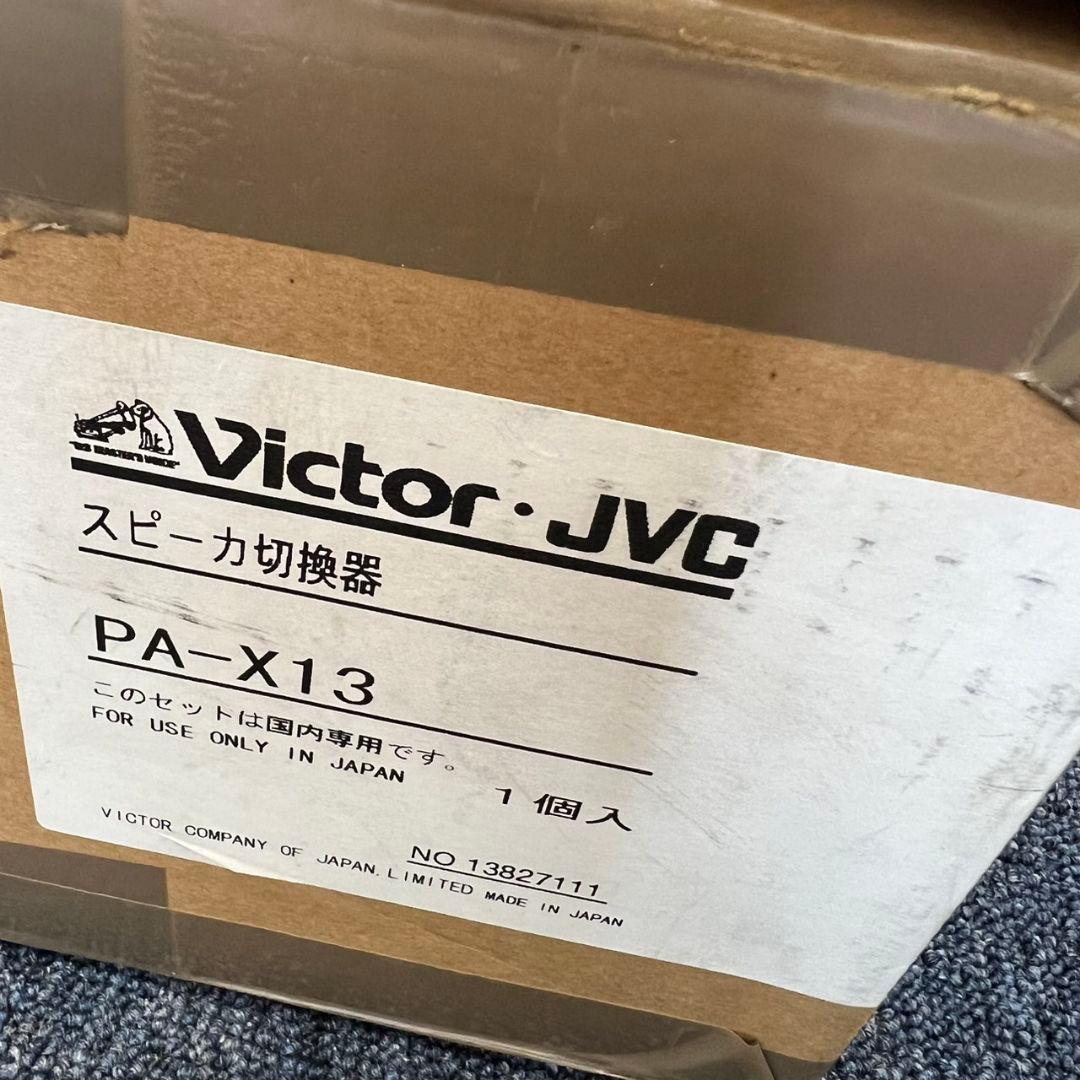 "HIS MASTER'S VOICE"
Victor・JVC
スピーカ切換器
PA-X13
このセットは国内専用です。
FOR USE ONLY IN JAPAN
1個入
NO 13827111
VICTOR COMPANY OF JAPAN. LIMITED MADE IN JAPAN